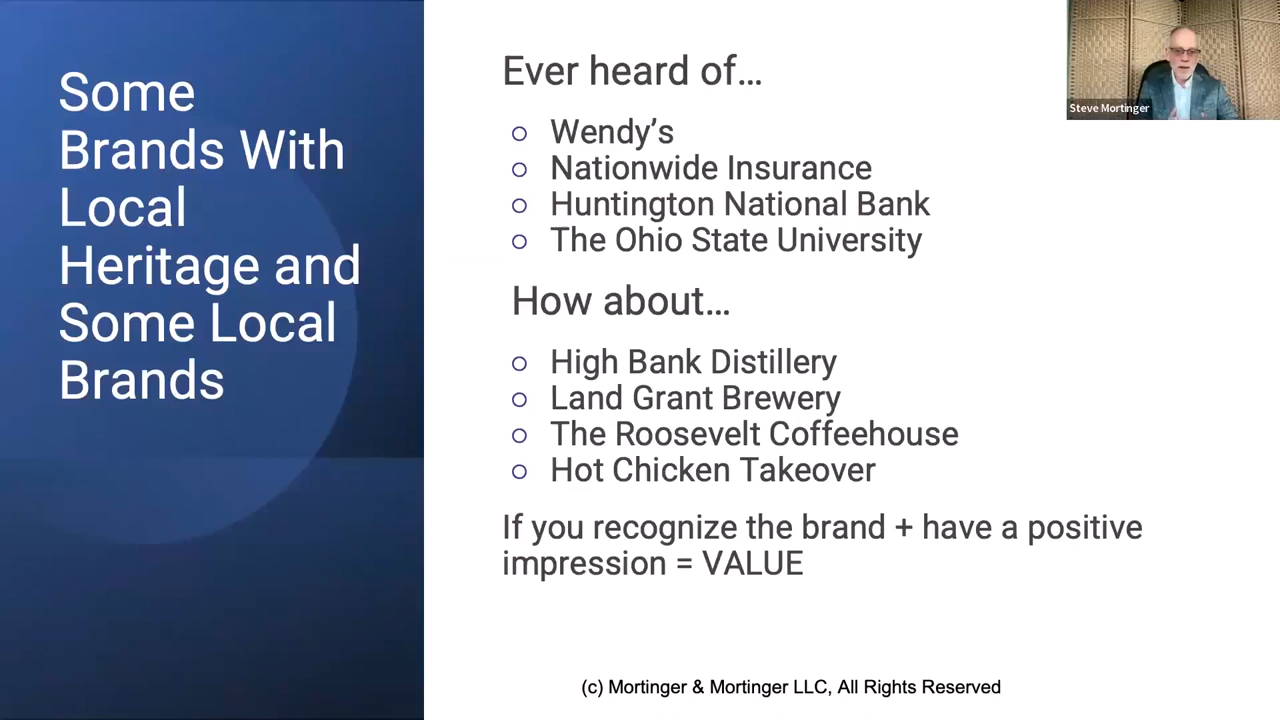 Some
Brands With
Local
Heritage and
Some Local
Brands
Ever heard of…
Wendy’s
Nationwide Insurance
Huntington National Bank
The Ohio State University
How about…
High Bank Distillery
Land Grant Brewery
The Roosevelt Coffeehouse
Hot Chicken Takeover
If you recognize the brand + have a positive
impression = VALUE
(c) Mortinger & Mortinger LLC, All Rights Reserved
Steve Mortinger